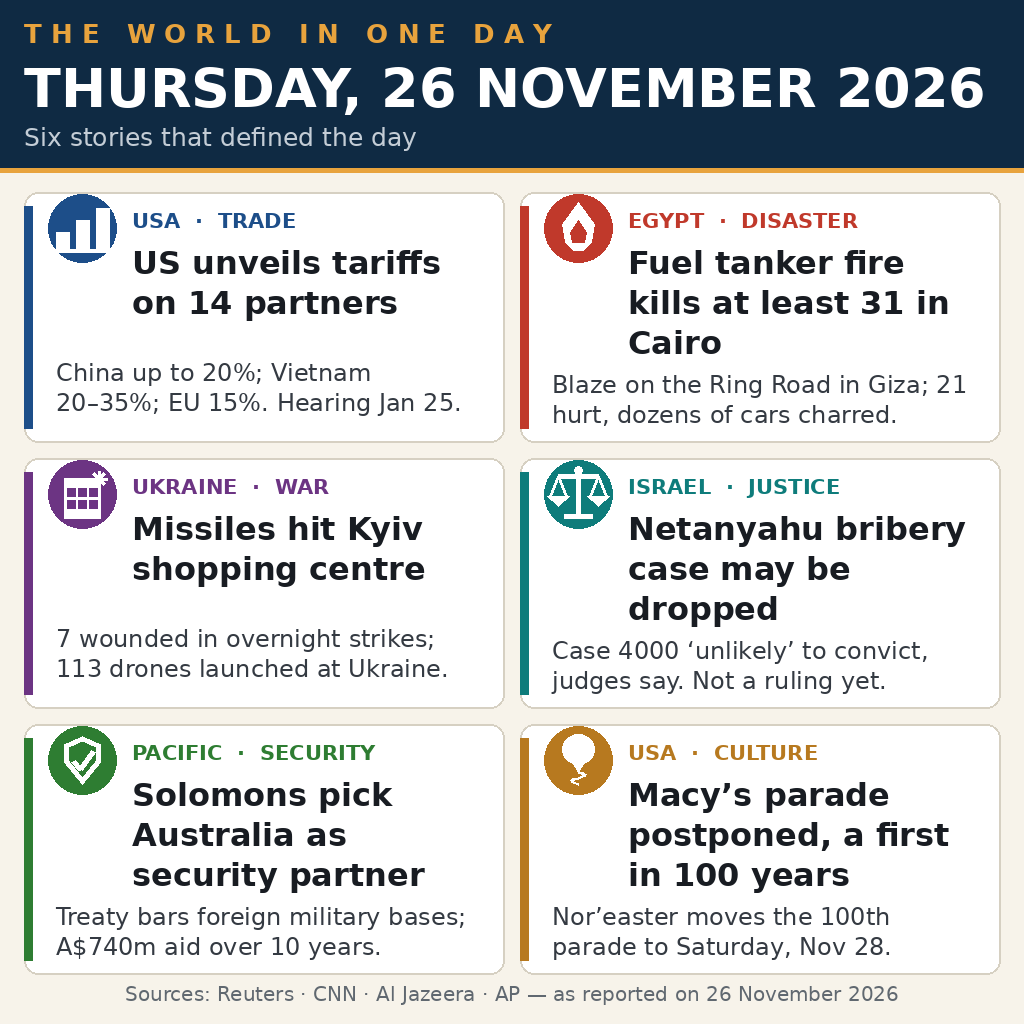 THE WORLD IN ONE DAY
THURSDAY, 26 NOVEMBER 2026
Six stories that defined the day
USA · TRADE
US unveils tariffs
on 14 partners
China up to 20%; Vietnam
20–35%; EU 15%. Hearing Jan 25.
EGYPT · DISASTER
Fuel tanker fire
kills at least 31 in
Cairo
Blaze on the Ring Road in Giza; 21
hurt, dozens of cars charred.
UKRAINE · WAR
Missiles hit Kyiv
shopping centre
7 wounded in overnight strikes;
113 drones launched at Ukraine.
ISRAEL · JUSTICE
Netanyahu bribery
case may be
dropped
Case 4000 ‘unlikely’ to convict,
judges say. Not a ruling yet.
PACIFIC · SECURITY
Solomons pick
Australia as
security partner
Treaty bars foreign military bases;
A$740m aid over 10 years.
USA · CULTURE
Macy’s parade
postponed, a first
in 100 years
Nor’easter moves the 100th
parade to Saturday, Nov 28.
Sources: Reuters · CNN · Al Jazeera · AP — as reported on 26 November 2026